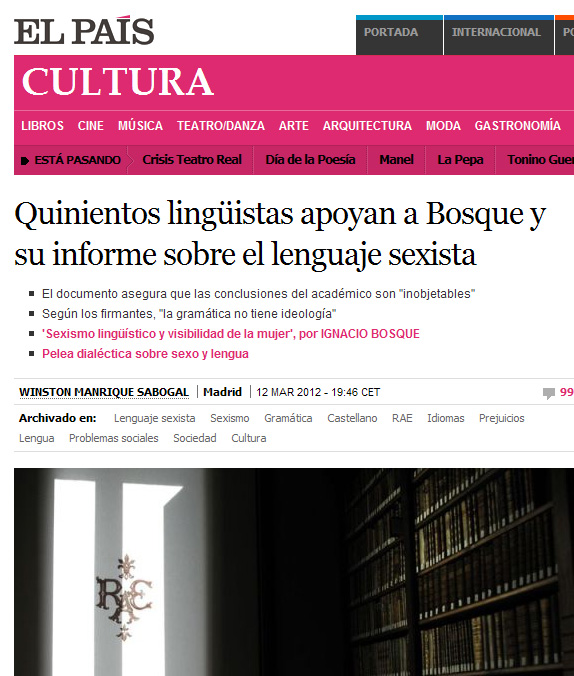 EL PAÍS
PORTADA
INTERNACIONAL
CULTURA
LIBROS CINE MÚSICA TEATRO/DANZA ARTE ARQUITECTURA MODA GASTRONOMÍA
ESTÁ PASANDO Crisis Teatro Real Día de la Poesía Manel La Pepa Tonino
Quinientos lingüistas apoyan a Bosque y
su informe sobre el lenguaje sexista
El documento asegura que las conclusiones del académico son "inobjetables"
Según los firmantes, "la gramática no tiene ideología"
'Sexismo lingüístico y visibilidad de la mujer', por IGNACIO BOSQUE
Pelea dialéctica sobre sexo y lengua
WINSTON MANRIQUE SABOGAL Madrid 12 MAR 2012 - 19:46 CET 99
Archivado en: Lenguaje sexista Sexismo Gramática Castellano RAE Idiomas Prejuicios
Lengua Problemas sociales Sociedad Cultura
RAE